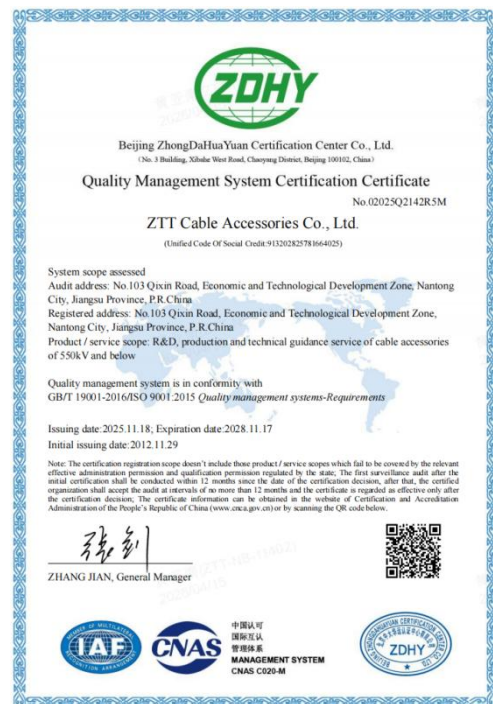 ZDHY
Beijing ZhongDaHuaYuan Certification Center Co., Ltd.
(No. 3 Building, Xibahe West Road, Chaoyang District, Beijing 100102, China)
Quality Management System Certification Certificate
No.02025Q2142R5M
ZTT Cable Accessories Co., Ltd.
(Unified Code Of Social Credit:913202825781664025)
System scope assessed
Audit address: No.103 Qixin Road, Economic and Technological Development Zone, Nantong
City, Jiangsu Province, P.R.China
Registered address: No.103 Qixin Road, Economic and Technological Development Zone,
Nantong City, Jiangsu Province, P.R.China
Product / service scope: R&D, production and technical guidance service of cable accessories
of 550kV and below
Quality management system is in conformity with
GB/T 19001-2016/ISO 9001:2015 Quality management systems-Requirements
Issuing date:2025.11.18; Expiration date:2028.11.17
Initial issuing date:2012.11.29
Note: The certification registration scope doesn't include those product / service scopes which fail to be covered by the relevant
effective administration permission and qualification permission regulated by the state; The first surveillance audit after the
initial certification shall be conducted within 12 months since the date of the certification decision, after that, the certified
organization shall accept the audit at intervals of no more than 12 months and the certificate is regarded as effective only after
the certification decision; The certificate information can be obtained in the website of Certification and Accreditation
Administration of the People's Republic of China (www.cnca.gov.cn) or by scanning the QR code below.
张剑
ZHANG JIAN, General Manager
MEMBER OF MULTILATERAL
IAF
RECOGNITION ARRANGEMENT
CNAS
中国认可
国际互认
管理体系
MANAGEMENT SYSTEM
CNAS C020-M
ZDHY